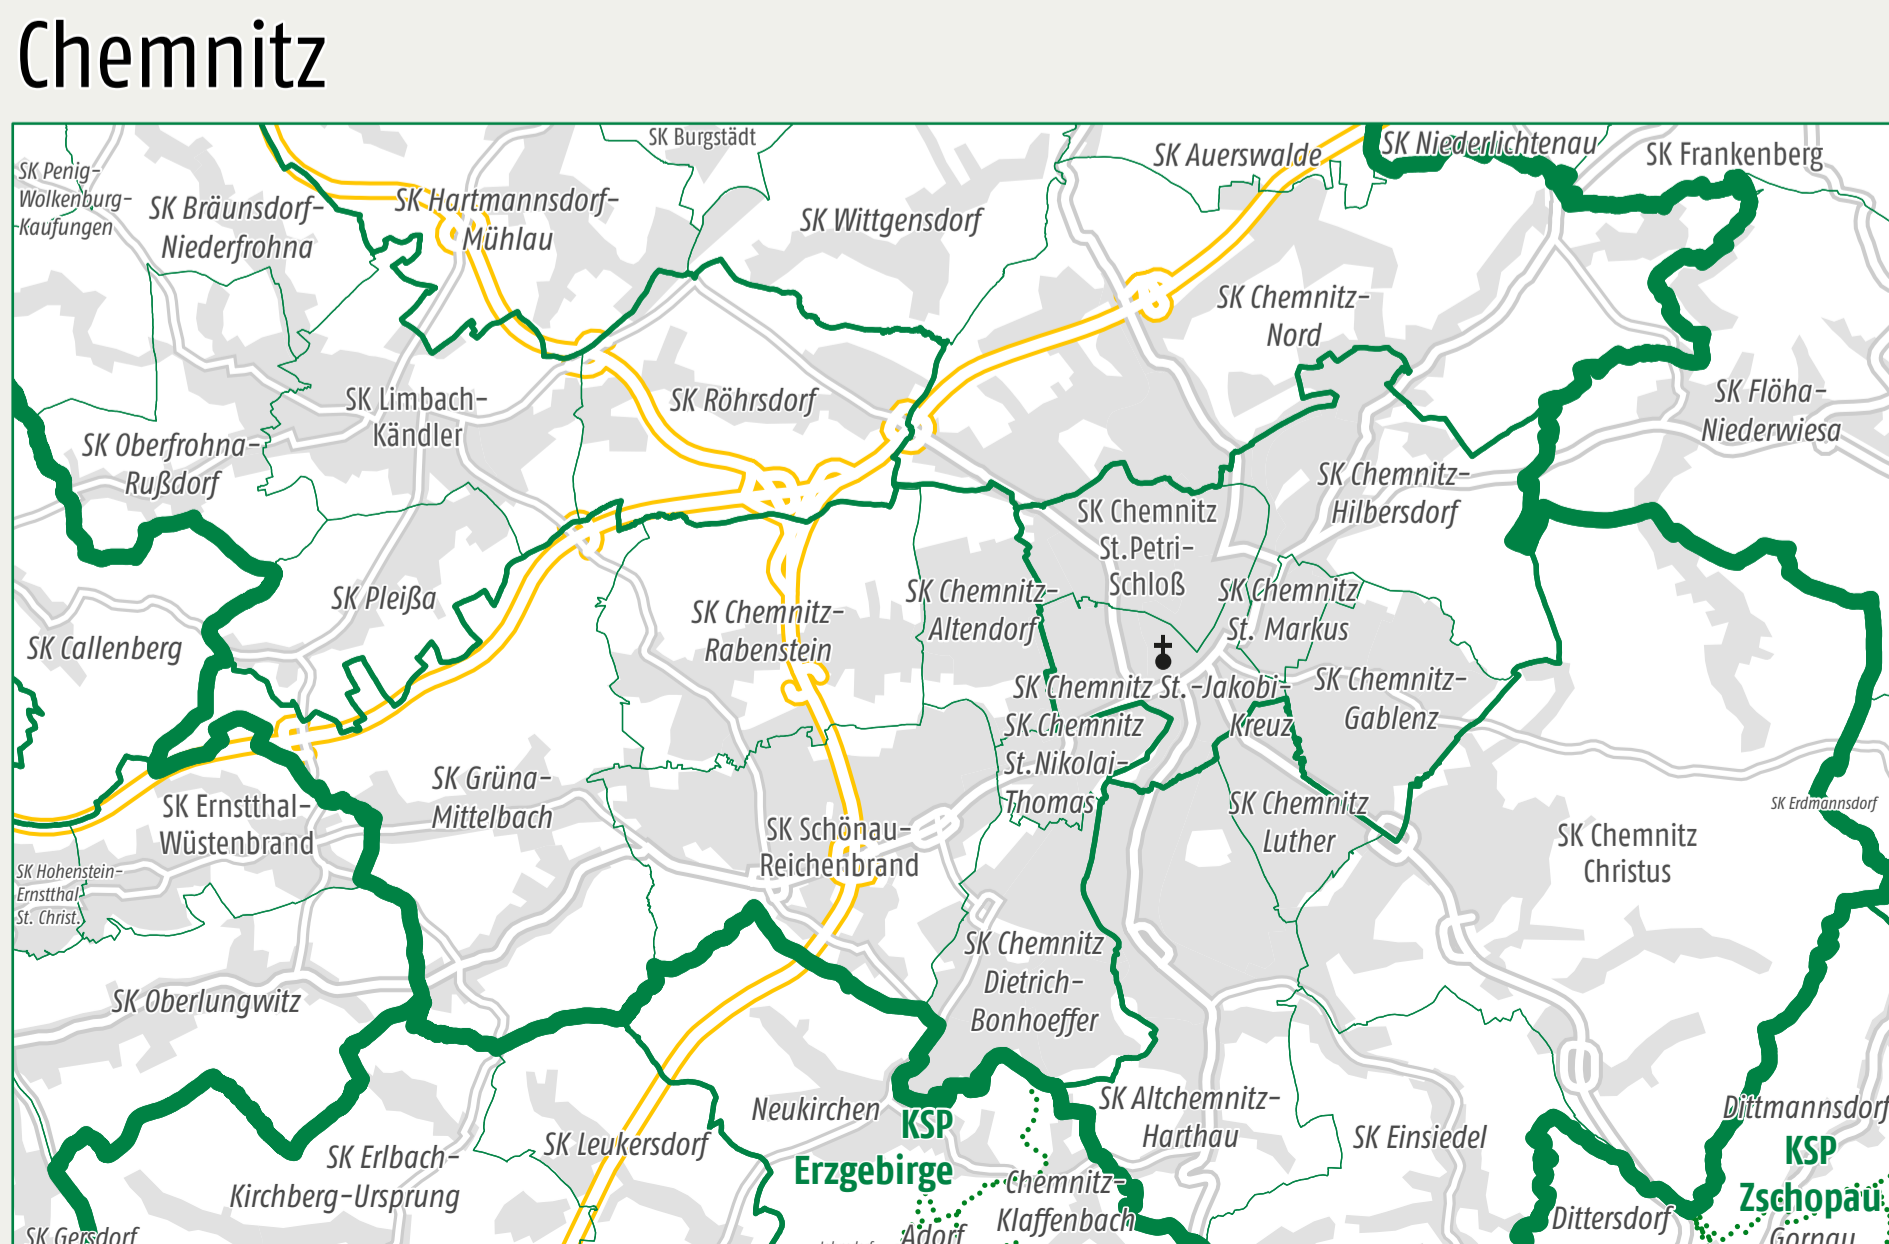 Chemnitz
SK Burgstädt
SK Niederlichtenau
SK Auerswalde
SK Frankenberg
SK Penig-
Wolkenburg-
Kaufungen
SK Bräunsdorf-
Niederfrohna
SK Hartmannsdorf-
Mühlau
SK Wittgensdorf
SK Chemnitz-
Nord
SK Limbach-
Kändler
SK Röhrsdorf
SK Flöha-
Niederwiesa
SK Oberfrohna-
Rußdorf
SK Chemnitz-
Hilbersdorf
SK Chemnitz
St.Petri-
Schloß
SK Pleißa
SK Chemnitz-
Rabenstein
SK Chemnitz-
Altendorf
SK Chemnitz
St. Markus
SK Callenberg
SK Chemnitz St.-Jakobi-
Kreuz
SK Chemnitz-
Gablenz
SK Chemnitz
St.Nikolai-
Thomas
SK Grüna-
Mittelbach
SK Ernstthal-
Wüstenbrand
SK Schönau-
Reichenbrand
SK Chemnitz
Luther
SK Erdmannsdorf
SK Chemnitz
Christus
SK Hohenstein-
Ernstthal
St. Christ.
SK Chemnitz
Dietrich-
Bonhoeffer
SK Oberlungwitz
Neukirchen
KSP
Erzgebirge
SK Altchemnitz-
Harthau
SK Einsiedel
Dittmannsdorf
KSP
Zschopau
SK Erlbach-
Kirchberg-Ursprung
SK Leukersdorf
Chemnitz-
Klaffenbach
Dittersdorf
SK Gersdorf
Adorf
Gornau